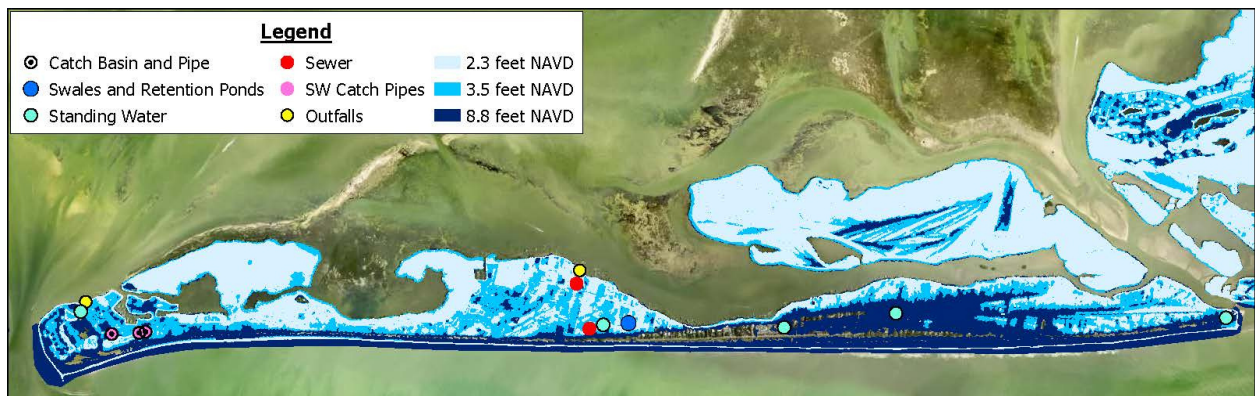 Legend
Catch Basin and Pipe
Sewer
2.3 feet NAVD
Swales and Retention Ponds
SW Catch Pipes
3.5 feet NAVD
Standing Water
Outfalls
8.8 feet NAVD